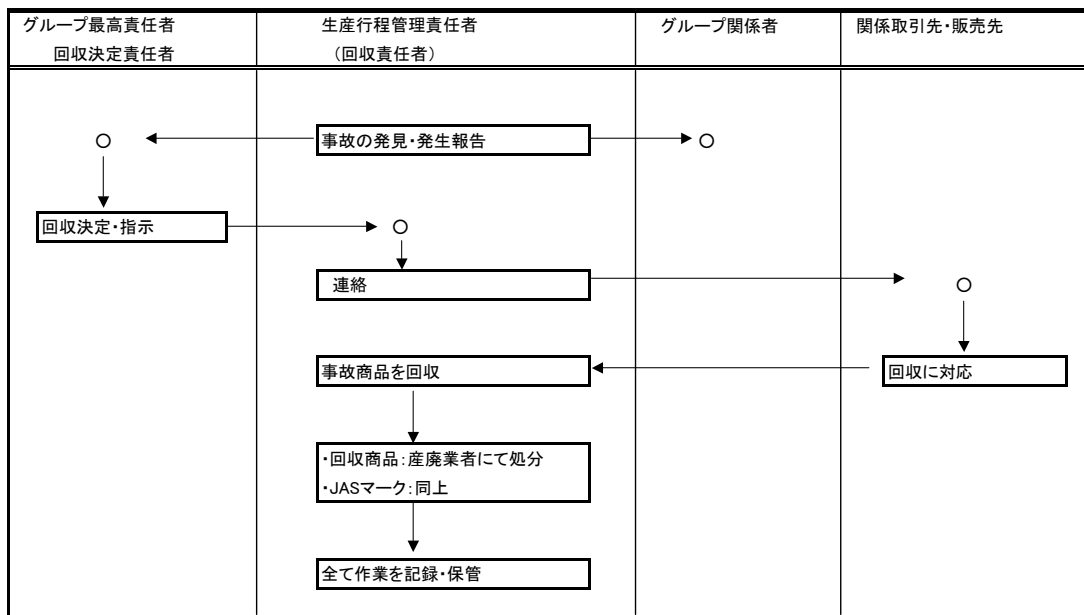 グループ最高責任者
回収決定責任者
生産行程管理責任者
（回収責任者）
グループ関係者
関係取引先・販売先
事故の発見・発生報告
回収決定・指示
連絡
事故商品を回収
回収に対応
・回収商品：産廃業者にて処分
・JASマーク：同上
全て作業を記録・保管